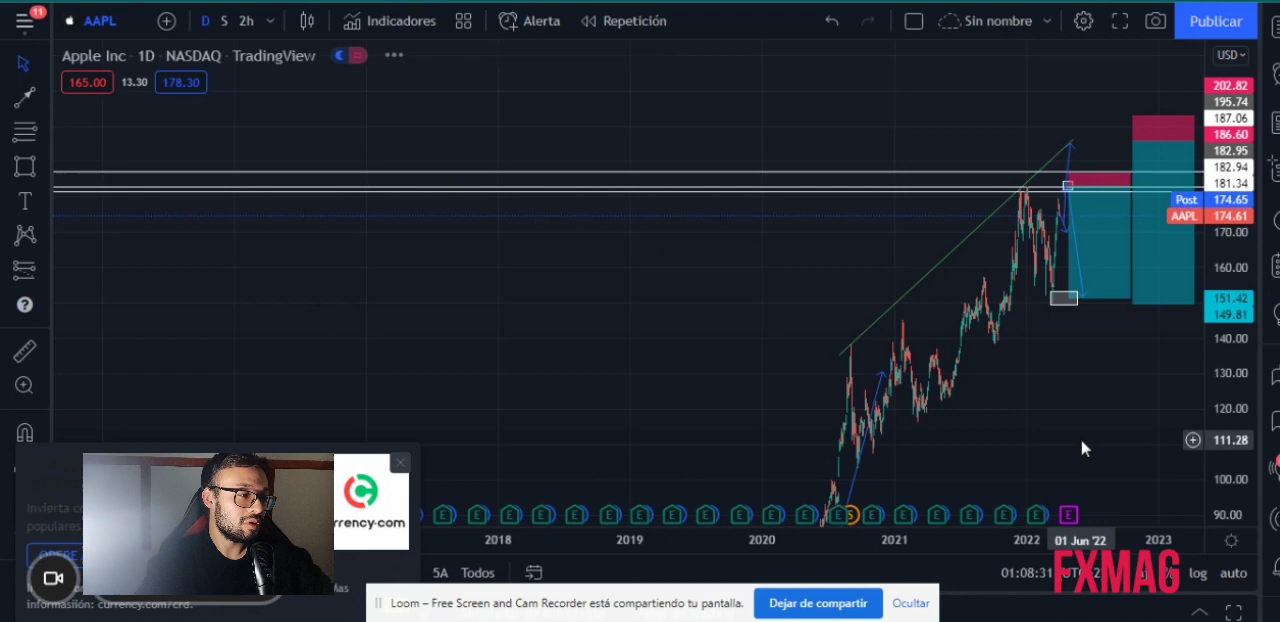 11
AAPL
D
S
2h
Indicadores
Alerta
Repetición
Sin nombre
Publicar
Apple Inc · 1D · NASDAQ · TradingView
165.00
13.30
178.30
USD
202.82
195.74
187.06
186.60
182.95
182.94
181.34
Post 174.65
AAPL 174.61
170.00
160.00
151.42
149.81
140.00
130.00
120.00
111.28
100.00
90.00
T
?
Invierta
populares
rrency.com
E E E E E E E E E E E E E S E E E E E E E
2018
2019
2020
2021
2022
01 Jun '22
2023
5A
Todos
01:08:31
log
auto
FXMAG
currency.com/crd.
Loom – Free Screen and Cam Recorder está compartiendo tu pantalla.
Dejar de compartir
Ocultar